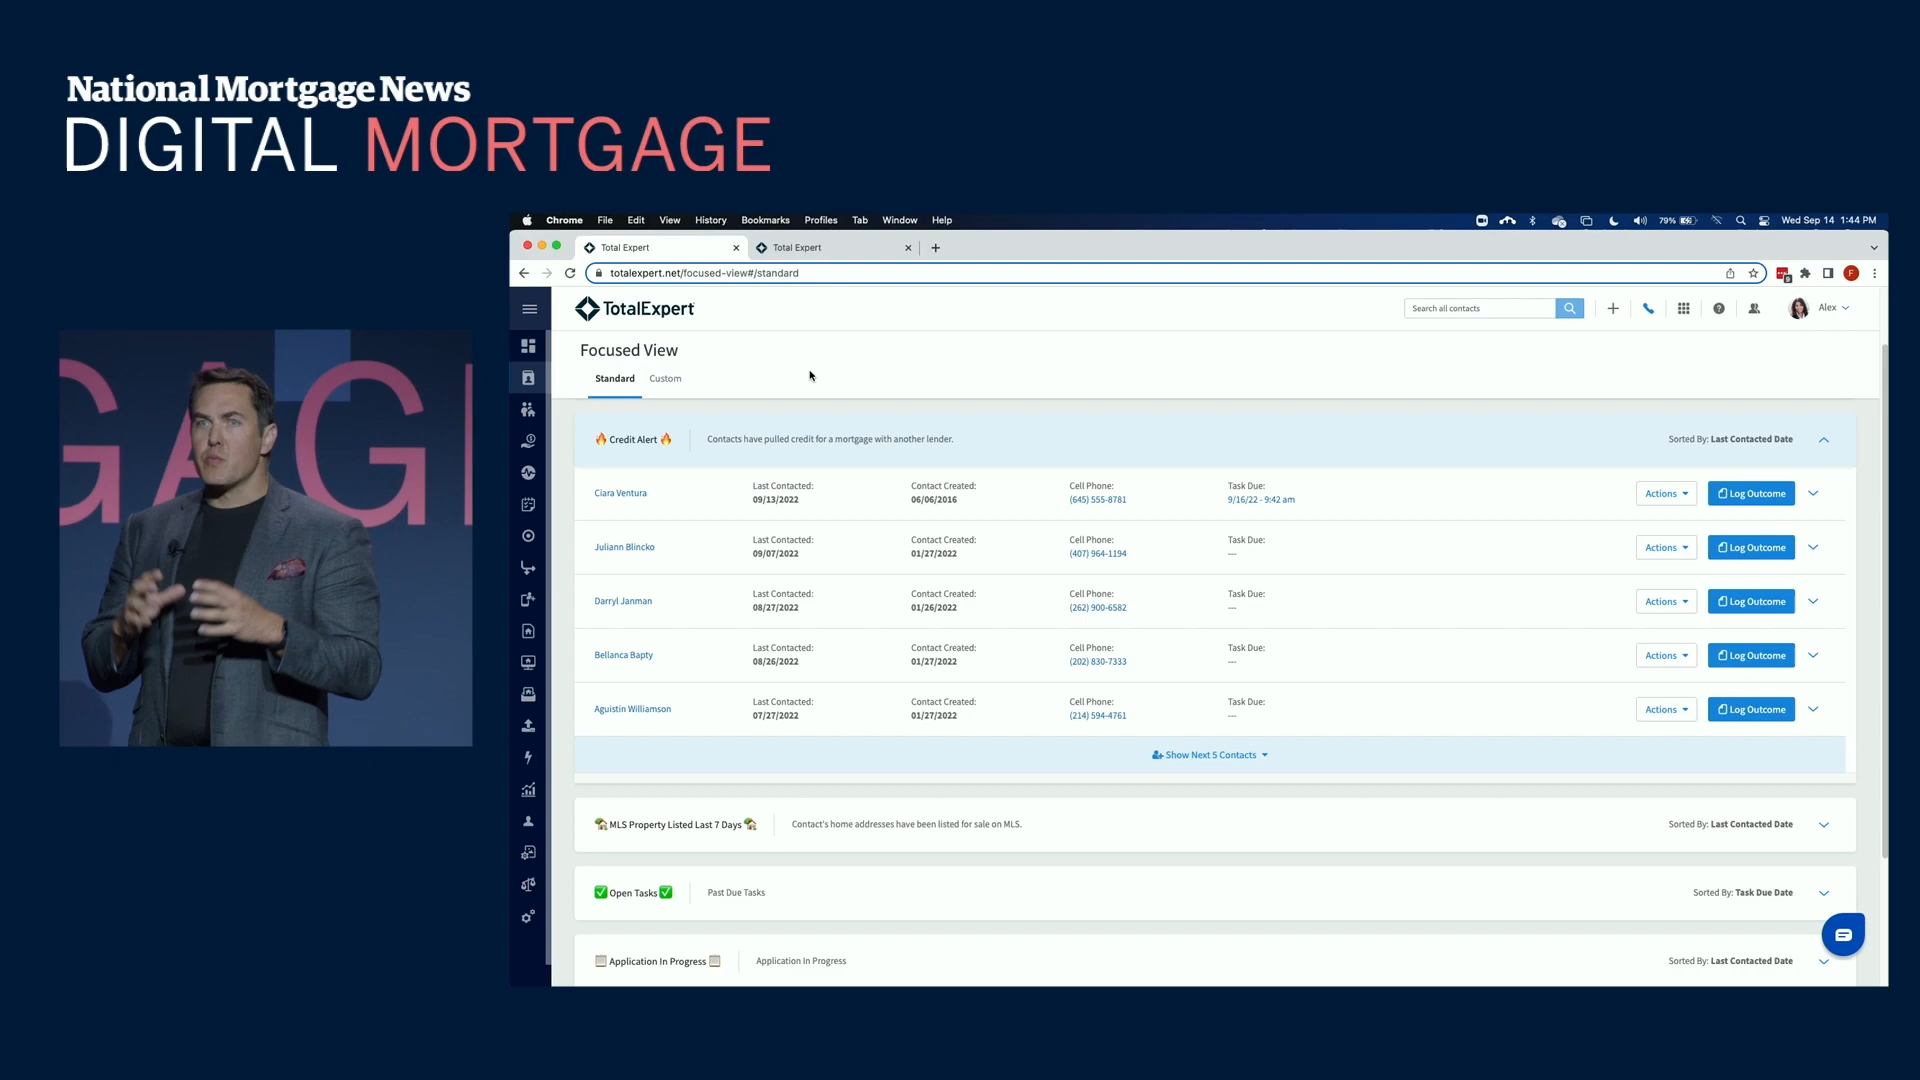 National Mortgage News
DIGITAL MORTGAGE
Chrome File Edit View History Bookmarks Profiles Tab Window Help
79% Wed Sep 14 1:44 PM
Total Expert
Total Expert
totalexpert.net/focused-view#/standard
F
TotalExpert
Search all contacts
Alex
Focused View
Standard Custom
🔥 Credit Alert 🔥 Contacts have pulled credit for a mortgage with another lender. Sorted By: Last Contacted Date
Ciara Ventura
Last Contacted:
09/13/2022
Contact Created:
06/06/2016
Cell Phone:
(645) 555-8781
Task Due:
9/16/22 - 9:42 am
Actions Log Outcome
Juliann Blincko
Last Contacted:
09/07/2022
Contact Created:
01/27/2022
Cell Phone:
(407) 964-1194
Task Due:
---
Actions Log Outcome
Darryl Janman
Last Contacted:
08/27/2022
Contact Created:
01/26/2022
Cell Phone:
(262) 900-6582
Task Due:
---
Actions Log Outcome
Bellanca Bapty
Last Contacted:
08/26/2022
Contact Created:
01/27/2022
Cell Phone:
(202) 830-7333
Task Due:
---
Actions Log Outcome
Aguistin Williamson
Last Contacted:
07/27/2022
Contact Created:
01/27/2022
Cell Phone:
(214) 594-4761
Task Due:
---
Actions Log Outcome
Show Next 5 Contacts
🏡 MLS Property Listed Last 7 Days 🏡 Contact's home addresses have been listed for sale on MLS. Sorted By: Last Contacted Date
✅ Open Tasks ✅ Past Due Tasks Sorted By: Task Due Date
📋 Application In Progress 📋 Application In Progress Sorted By: Last Contacted Date
GAG